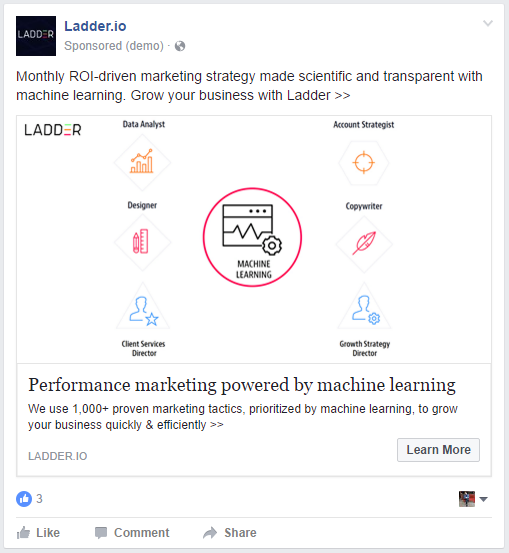 LADDER
Ladder.io
Sponsored (demo) ·
Monthly ROI-driven marketing strategy made scientific and transparent with
machine learning. Grow your business with Ladder >>
LADDER
Data Analyst
Account Strategist
Designer
Copywriter
MACHINE
LEARNING
Client Services
Director
Growth Strategy
Director
Performance marketing powered by machine learning
We use 1,000+ proven marketing tactics, prioritized by machine learning, to grow
your business quickly & efficiently >>
LADDER.IO
Learn More
3
Like
Comment
Share